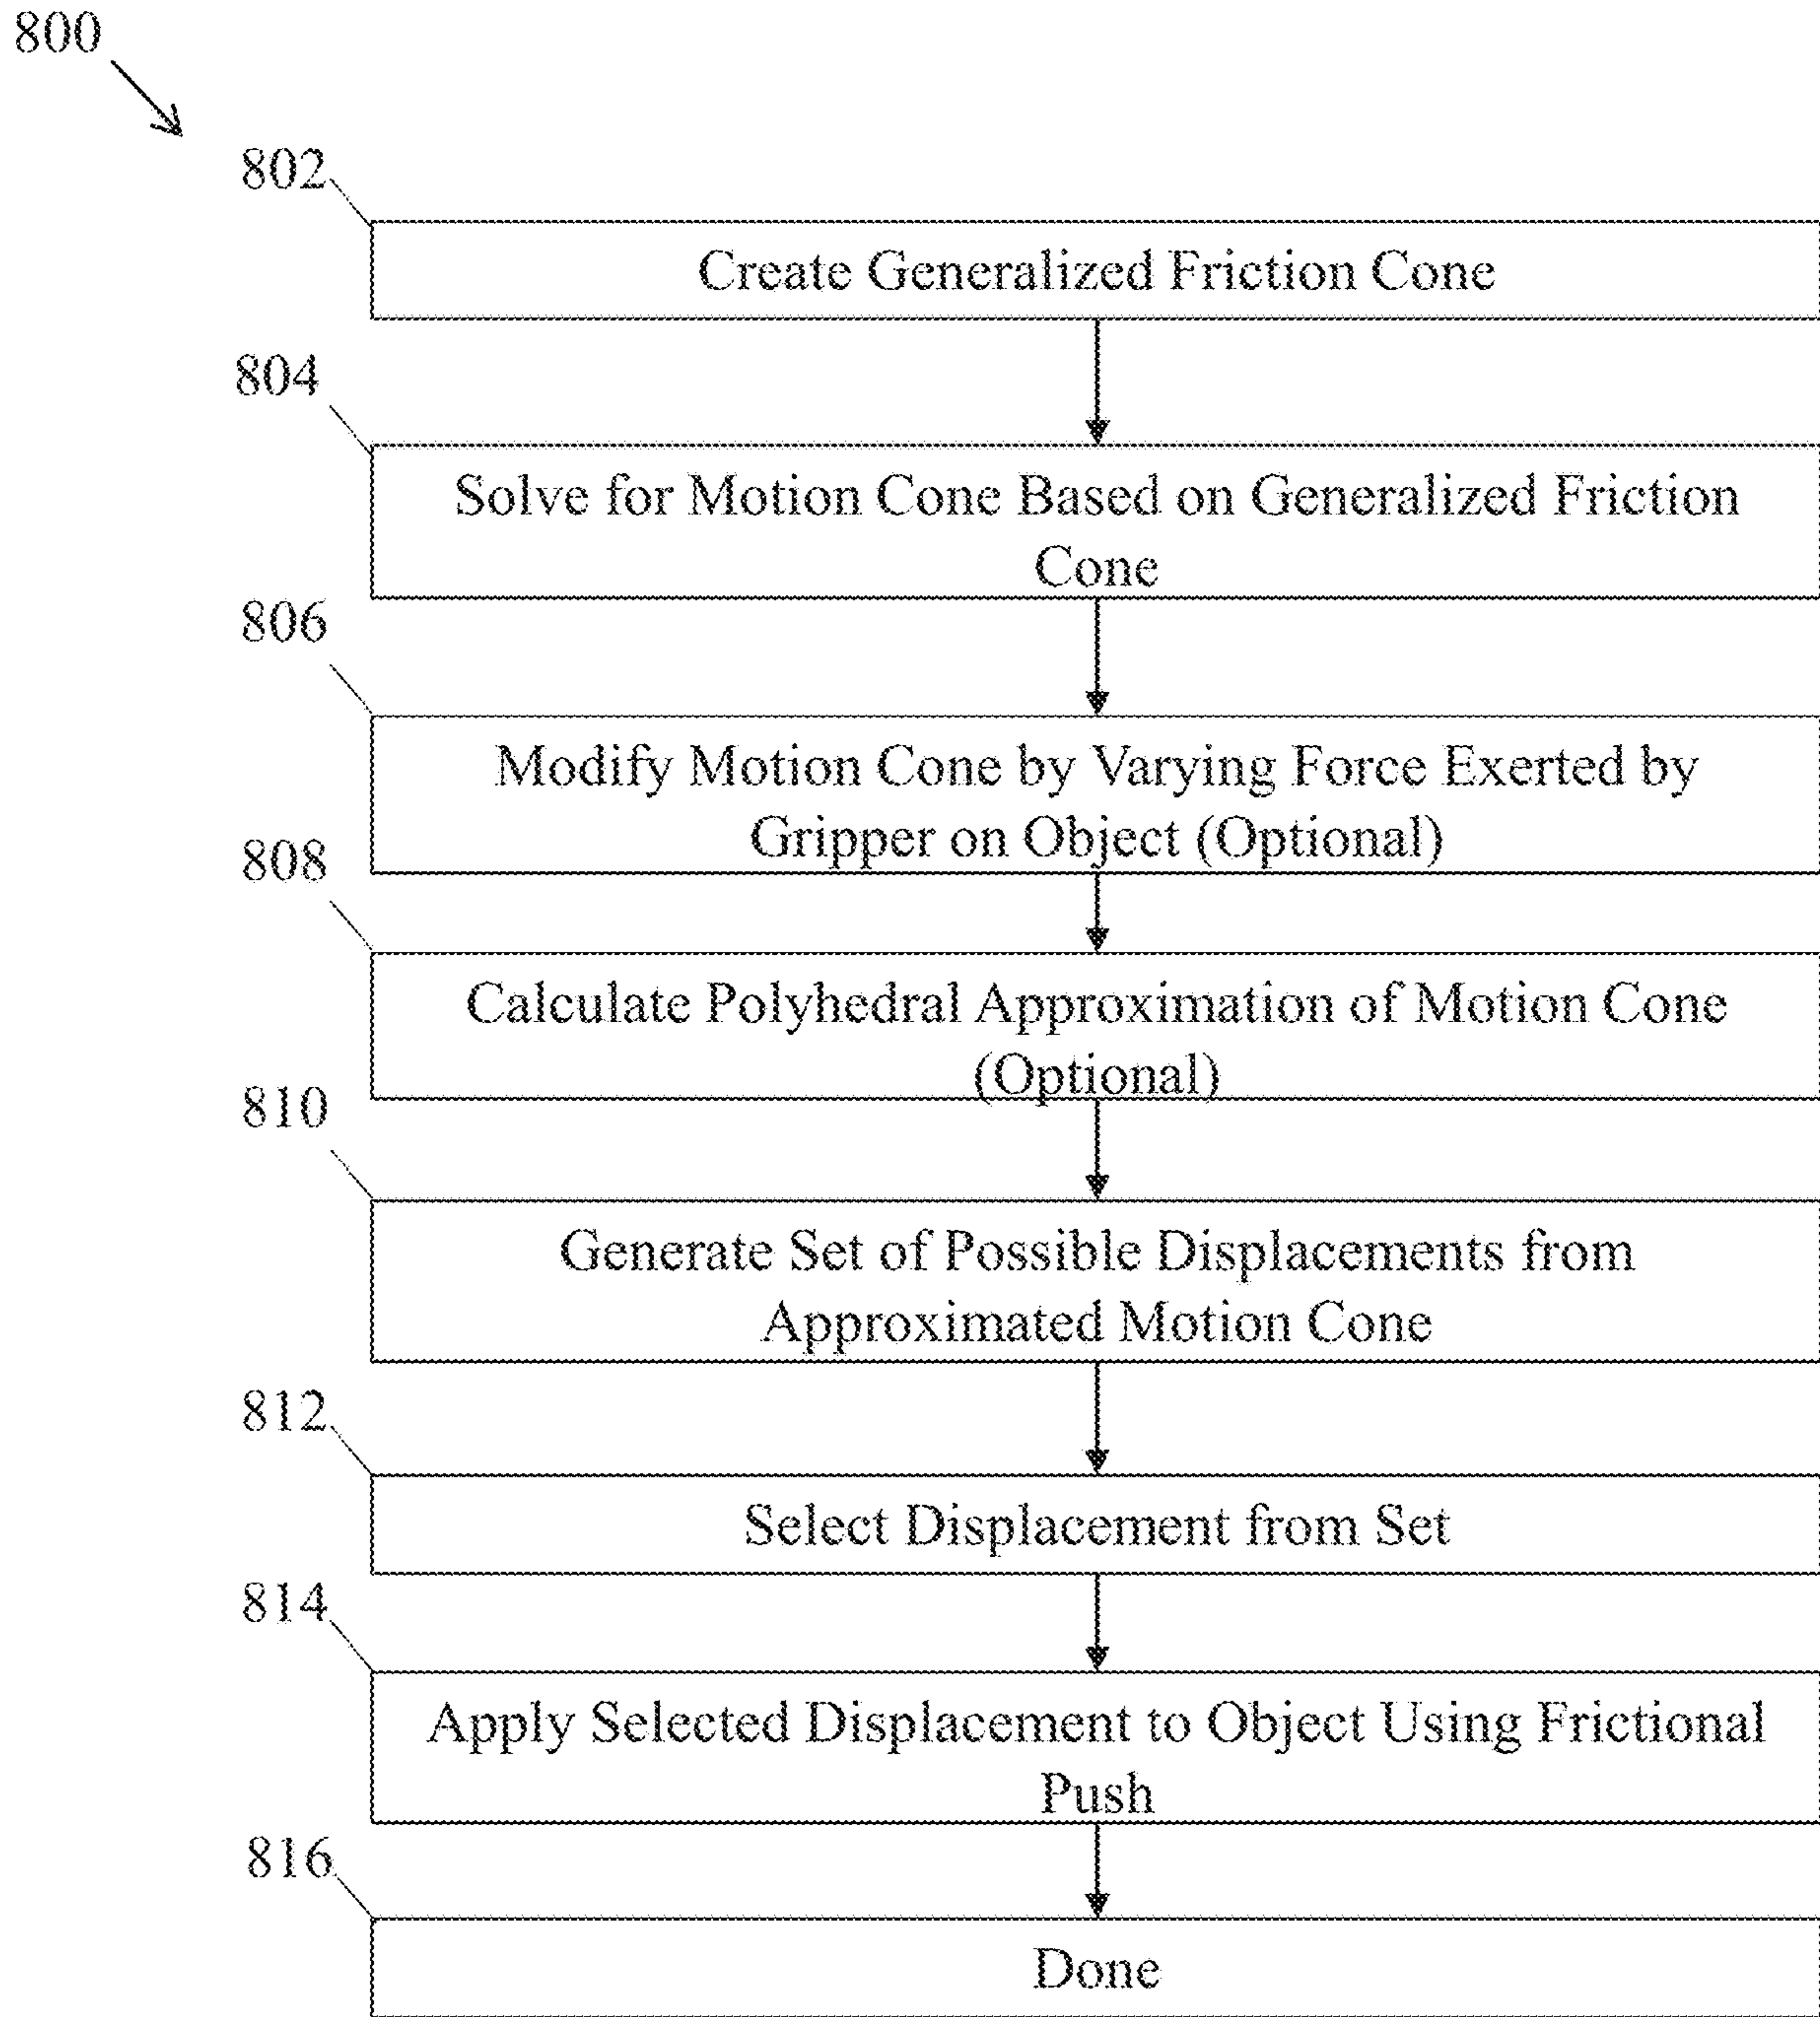 800
802
Create Generalized Friction Cone
804
Solve for Motion Cone Based on Generalized Friction
Cone
806
Modify Motion Cone by Varying Force Exerted by
Gripper on Object (Optional)
808
Calculate Polyhedral Approximation of Motion Cone
(Optional)
810
Generate Set of Possible Displacements from
Approximated Motion Cone
812
Select Displacement from Set
814
Apply Selected Displacement to Object Using Frictional
Push
816
Done